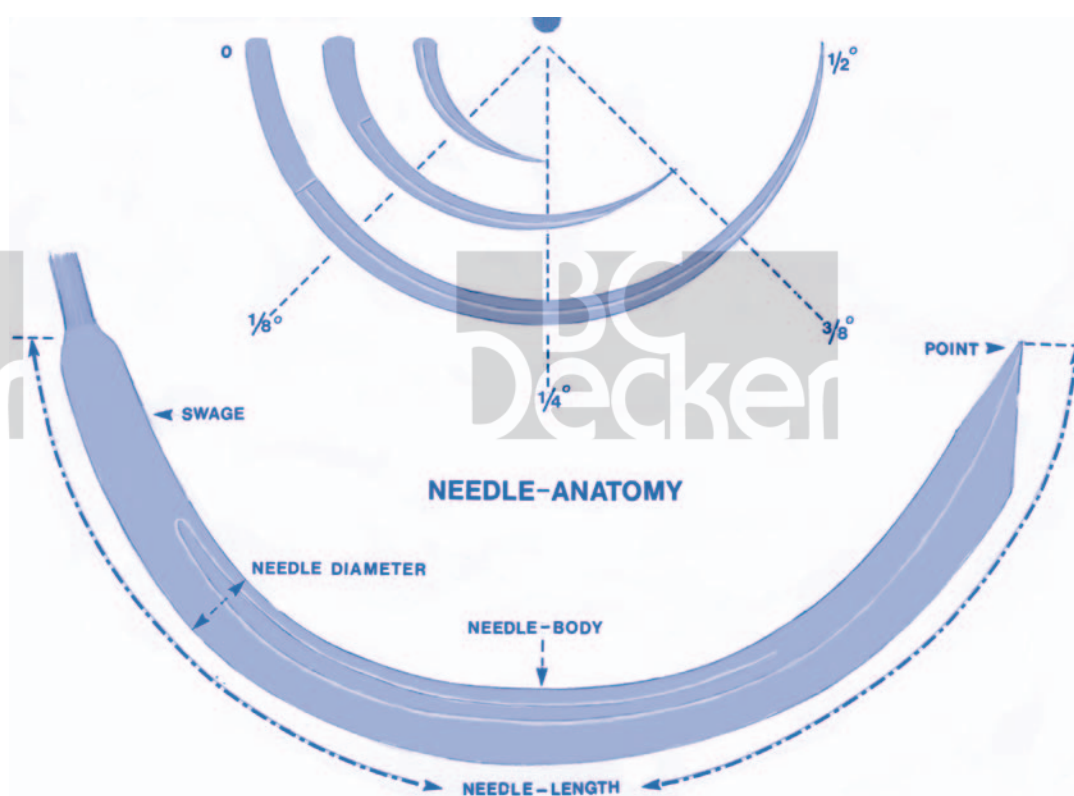 0
1/2°
1/8°
3/8°
1/4°
BC
Decker
POINT
SWAGE
NEEDLE-ANATOMY
NEEDLE DIAMETER
NEEDLE-BODY
NEEDLE-LENGTH